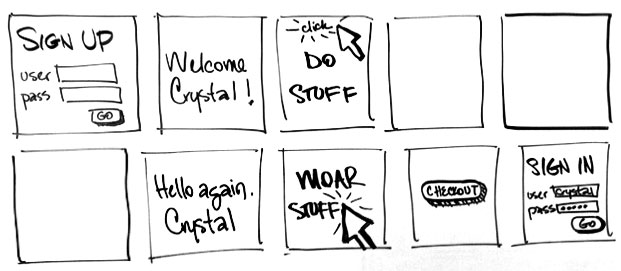 SIGN UP
user
pass
GO
Welcome
Crystal!
click
DO
STUFF
Hello again.
Crystal
MOAR
STUFF
CHECKOUT
SIGN IN
user Crystal
pass •••••
GO